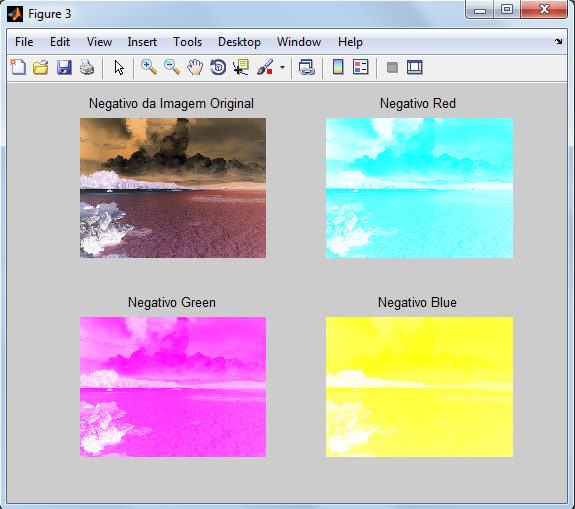 Figure 3
File Edit View Insert Tools Desktop Window Help
Negativo da Imagem Original
Negativo Red
Negativo Green
Negativo Blue